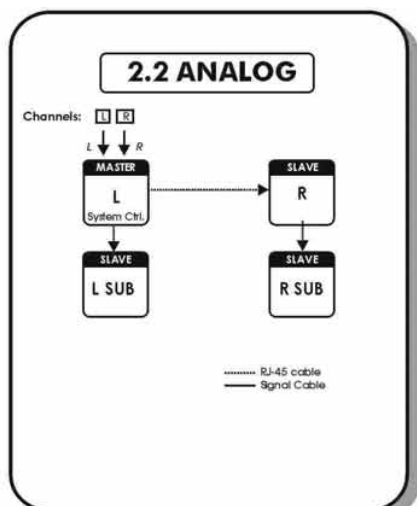 2.2 ANALOG
Channels: L R
L R
MASTER
L
System Ctrl.
SLAVE
R
SLAVE
L SUB
SLAVE
R SUB
RJ-45 cable
Signal Cable